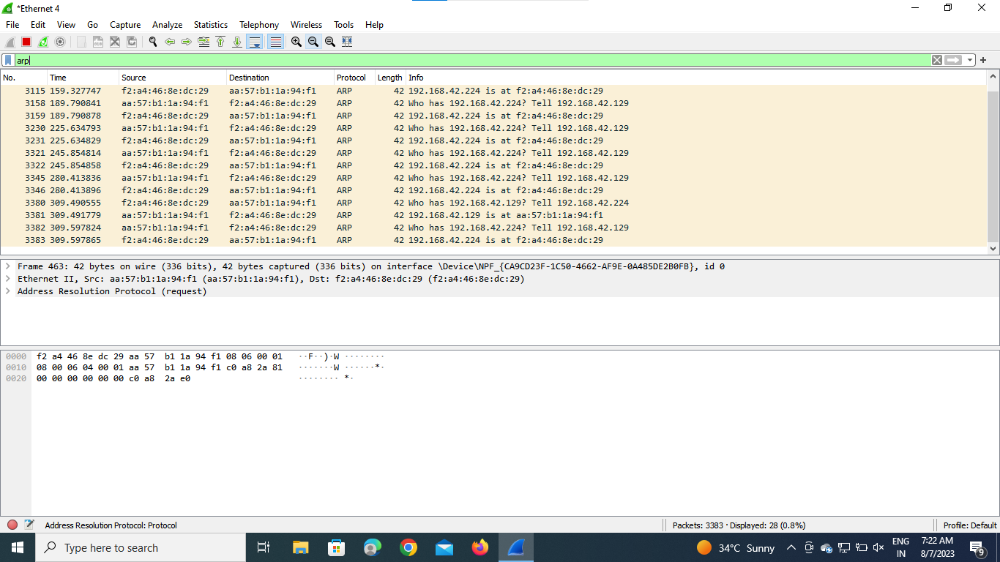 *Ethernet 4
File Edit View Go Capture Analyze Statistics Telephony Wireless Tools Help
arp
No. Time Source Destination Protocol Length Info
3115 159.327747 f2:a4:46:8e:dc:29 aa:57:b1:1a:94:f1 ARP 42 192.168.42.224 is at f2:a4:46:8e:dc:29
3158 189.790841 aa:57:b1:1a:94:f1 f2:a4:46:8e:dc:29 ARP 42 Who has 192.168.42.224? Tell 192.168.42.129
3159 189.790878 f2:a4:46:8e:dc:29 aa:57:b1:1a:94:f1 ARP 42 192.168.42.224 is at f2:a4:46:8e:dc:29
3230 225.634793 aa:57:b1:1a:94:f1 f2:a4:46:8e:dc:29 ARP 42 Who has 192.168.42.224? Tell 192.168.42.129
3231 225.634829 f2:a4:46:8e:dc:29 aa:57:b1:1a:94:f1 ARP 42 192.168.42.224 is at f2:a4:46:8e:dc:29
3321 245.854814 aa:57:b1:1a:94:f1 f2:a4:46:8e:dc:29 ARP 42 Who has 192.168.42.224? Tell 192.168.42.129
3322 245.854858 f2:a4:46:8e:dc:29 aa:57:b1:1a:94:f1 ARP 42 192.168.42.224 is at f2:a4:46:8e:dc:29
3345 280.413836 aa:57:b1:1a:94:f1 f2:a4:46:8e:dc:29 ARP 42 Who has 192.168.42.224? Tell 192.168.42.129
3346 280.413896 f2:a4:46:8e:dc:29 aa:57:b1:1a:94:f1 ARP 42 192.168.42.224 is at f2:a4:46:8e:dc:29
3380 309.490555 f2:a4:46:8e:dc:29 aa:57:b1:1a:94:f1 ARP 42 Who has 192.168.42.129? Tell 192.168.42.224
3381 309.491779 aa:57:b1:1a:94:f1 f2:a4:46:8e:dc:29 ARP 42 192.168.42.129 is at aa:57:b1:1a:94:f1
3382 309.597824 aa:57:b1:1a:94:f1 f2:a4:46:8e:dc:29 ARP 42 Who has 192.168.42.224? Tell 192.168.42.129
3383 309.597865 f2:a4:46:8e:dc:29 aa:57:b1:1a:94:f1 ARP 42 192.168.42.224 is at f2:a4:46:8e:dc:29
Frame 463: 42 bytes on wire (336 bits), 42 bytes captured (336 bits) on interface \Device\NPF_{CA9CD23F-1C50-4662-AF9E-0A485DE2B0FB}, id 0
Ethernet II, Src: aa:57:b1:1a:94:f1 (aa:57:b1:1a:94:f1), Dst: f2:a4:46:8e:dc:29 (f2:a4:46:8e:dc:29)
Address Resolution Protocol (request)
0000 f2 a4 46 8e dc 29 aa 57 b1 1a 94 f1 08 06 00 01 ··F··)·W ········
0010 08 00 06 04 00 01 aa 57 b1 1a 94 f1 c0 a8 2a 81 ·······W ······*·
0020 00 00 00 00 00 00 c0 a8 2a e0 ········ *·
Address Resolution Protocol: Protocol
Packets: 3383 · Displayed: 28 (0.8%)
Profile: Default
Type here to search
34°C Sunny
ENG
IN
7:22 AM
8/7/2023
9